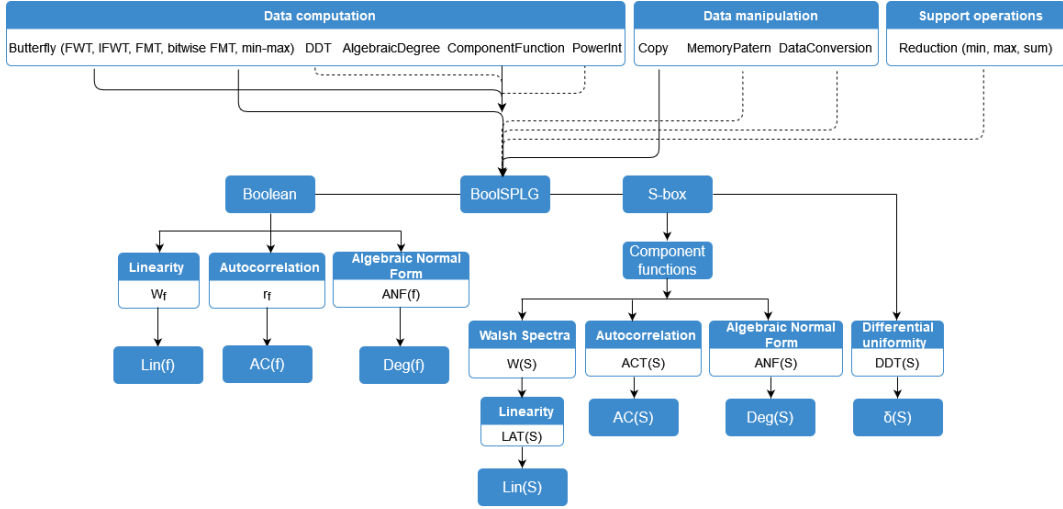 Data computation
Butterfly (FWT, IFWT, FMT, bitwise FMT, min-max) DDT AlgebraicDegree ComponentFunction PowerInt
Data manipulation
Copy MemoryPatern DataConversion
Support operations
Reduction (min, max, sum)
Boolean
BoolSPLG
S-box
Linearity
Wf
Autocorrelation
rf
Algebraic Normal
Form
ANF(f)
Component
functions
Lin(f)
AC(f)
Deg(f)
Walsh Spectra
W(S)
Autocorrelation
ACT(S)
Algebraic Normal
Form
ANF(S)
Differential
uniformity
DDT(S)
Linearity
LAT(S)
AC(S)
Deg(S)
δ(S)
Lin(S)